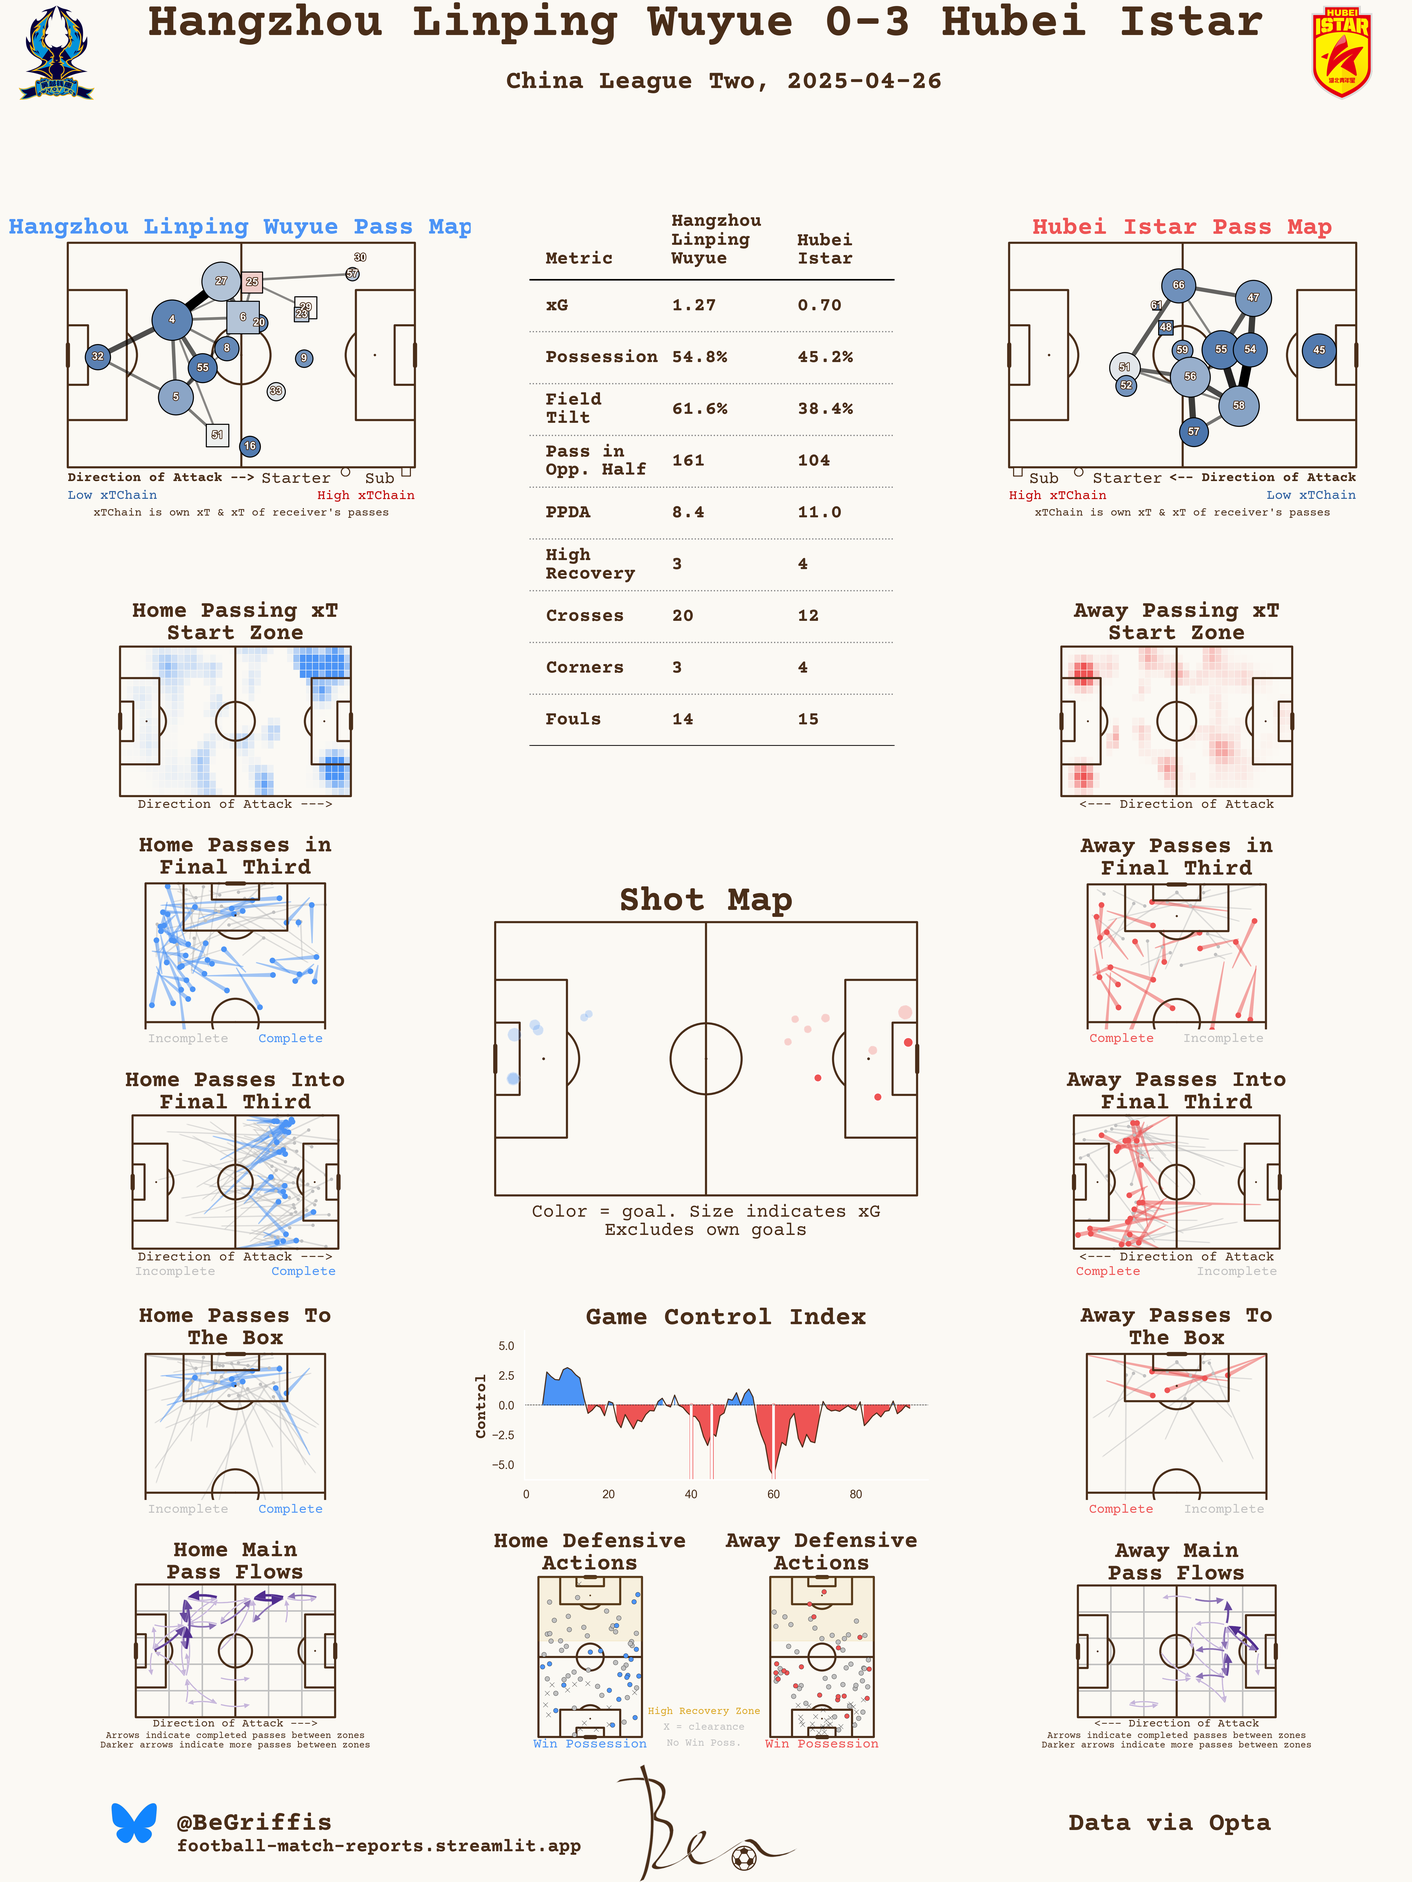 Hangzhou Linping Wuyue 0-3 Hubei Istar
China League Two, 2025-04-26
HUBEI
ISTAR
Hangzhou Linping Wuyue Pass Map
30
27
25
57
29
23
4
6
20
32
8
9
55
5
33
51
16
Direction of Attack --> Starter Sub
Low xTChain High xTChain
xTChain is own xT & xT of receiver's passes
Metric Hangzhou Linping Wuyue Hubei Istar
xG 1.27 0.70
Possession 54.8% 45.2%
Field Tilt 61.6% 38.4%
Pass in Opp. Half 161 104
PPDA 8.4 11.0
High Recovery 3 4
Crosses 20 12
Corners 3 4
Fouls 14 15
Hubei Istar Pass Map
66
47
61
48
59
55
54
45
51
52
56
58
57
Sub Starter <-- Direction of Attack
High xTChain Low xTChain
xTChain is own xT & xT of receiver's passes
Home Passing xT
Start Zone
Direction of Attack --->
Away Passing xT
Start Zone
<--- Direction of Attack
Home Passes in
Final Third
Incomplete Complete
Away Passes in
Final Third
Complete Incomplete
Shot Map
Color = goal. Size indicates xG
Excludes own goals
Home Passes Into
Final Third
Direction of Attack --->
Incomplete Complete
Away Passes Into
Final Third
<--- Direction of Attack
Complete Incomplete
Home Passes To
The Box
Incomplete Complete
Game Control Index
Control
5.0
2.5
0.0
−2.5
−5.0
0 20 40 60 80
Away Passes To
The Box
Complete Incomplete
Home Main
Pass Flows
Direction of Attack --->
Arrows indicate completed passes between zones
Darker arrows indicate more passes between zones
Home Defensive
Actions
Win Possession
High Recovery Zone
X = clearance
No Win Poss.
Away Defensive
Actions
Win Possession
Away Main
Pass Flows
<--- Direction of Attack
Arrows indicate completed passes between zones
Darker arrows indicate more passes between zones
@BeGriffis
football-match-reports.streamlit.app
Ben
Data via Opta